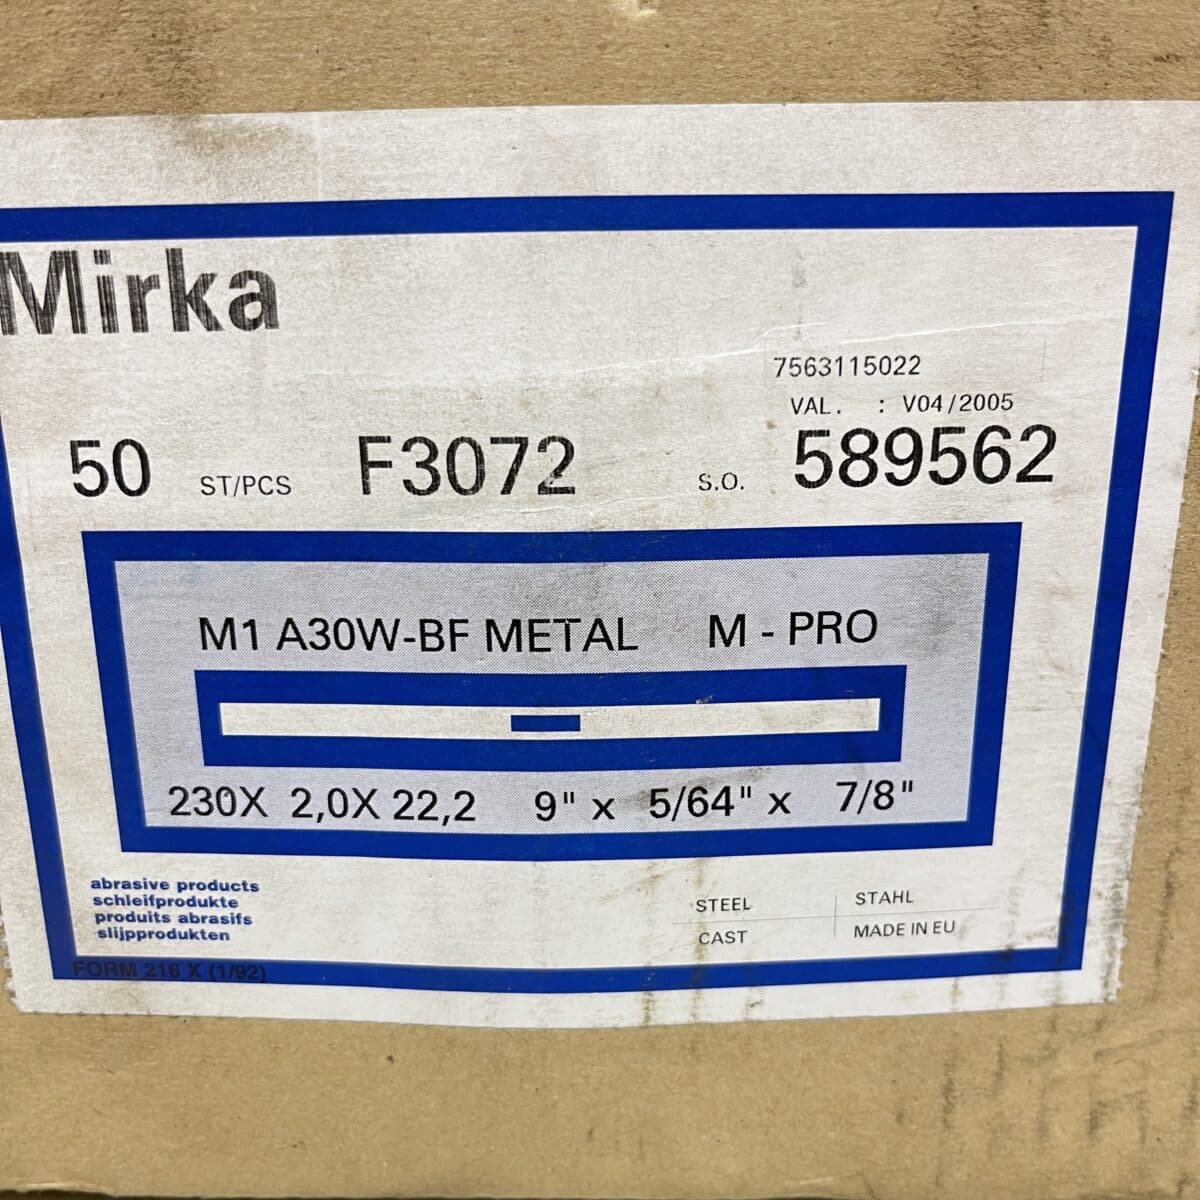 Mirka
7563115022
VAL. : V04/2005
50 ST/PCS F3072 S.O. 589562
M1 A30W-BF METAL M - PRO
230X 2,0X 22,2 9" x 5/64" x 7/8"
abrasive products
schleifprodukte
produits abrasifs
slijpprodukten
STEEL STAHL
CAST MADE IN EU
FORM 216 X (1/92)